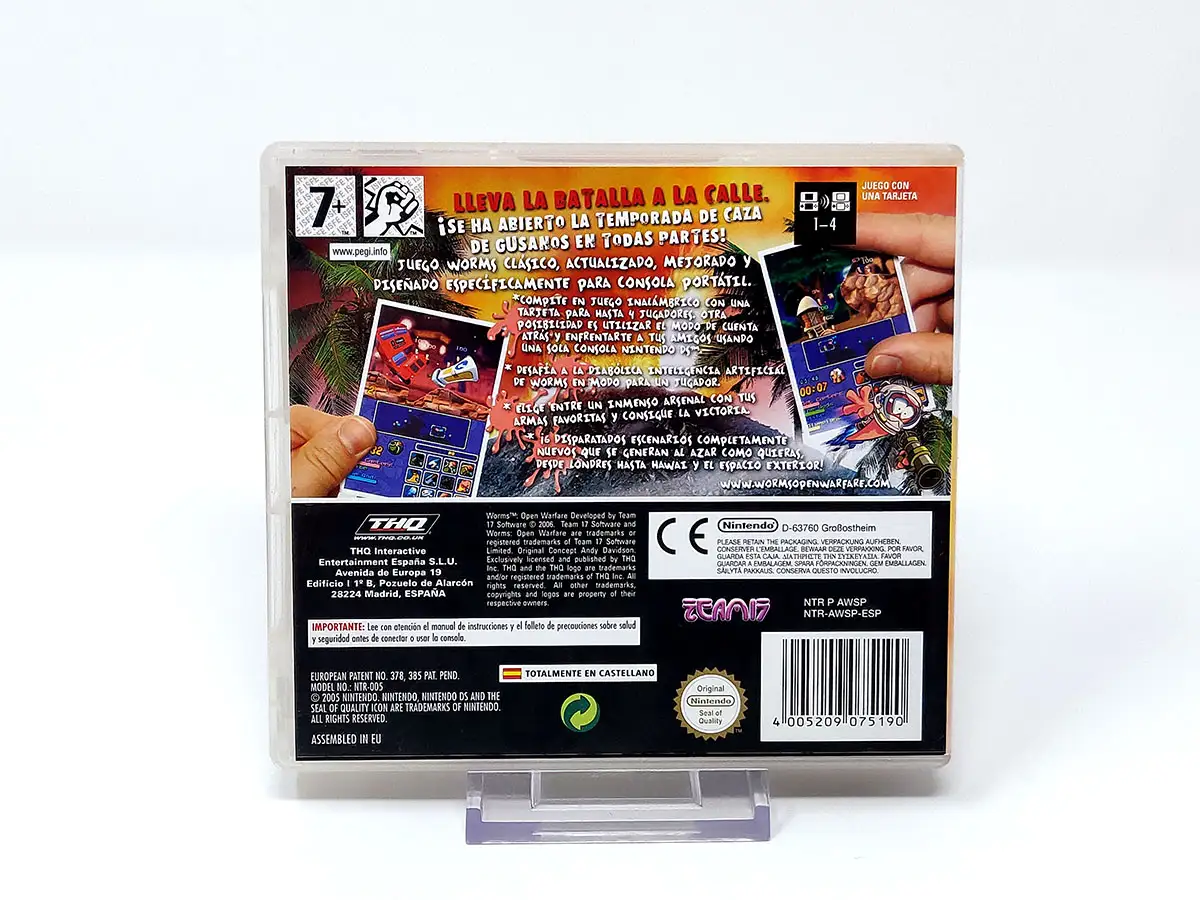 7+
www.pegi.info
LLEVA LA BATALLA A LA CALLE.
¡SE HA ABIERTO LA TEMPORADA DE CAZA
DE GUSANOS EN TODAS PARTES!
JUEGO WORMS CLÁSICO, ACTUALIZADO, MEJORADO Y
DISEÑADO ESPECÍFICAMENTE PARA CONSOLA PORTÁTIL.
1-4
JUEGO CON
UNA TARJETA
*COMPITE EN JUEGO INALÁMBRICO CON UNA
TARJETA PARA HASTA 4 JUGADORES. OTRA
POSIBILIDAD ES UTILIZAR EL MODO DE CUENTA
ATRÁS Y ENFRENTARTE A TUS AMIGOS USANDO
UNA SOLA CONSOLA NINTENDO DS™.
* DESAFÍA A LA DIABÓLICA INTELIGENCIA ARTIFICIAL
DE WORMS EN MODO PARA UN JUGADOR.
* ELIGE ENTRE UN INMENSO ARSENAL CON TUS
ARMAS FAVORITAS Y CONSIGUE LA VICTORIA.
* ¡6 DISPARATADOS ESCENARIOS COMPLETAMENTE
NUEVOS QUE SE GENERAN AL AZAR COMO QUIERAS,
DESDE LONDRES HASTA HAWAI Y EL ESPACIO EXTERIOR!
WWW.WORMSOPENWARFARE.COM
100
00:07
THQ
WWW.THQ.CO.UK
THQ Interactive
Entertainment España S.L.U.
Avenida de Europa 19
Edificio I 1º B, Pozuelo de Alarcón
28224 Madrid, ESPAÑA
Worms™: Open Warfare Developed by Team
17 Software © 2006. Team 17 Software and
Worms: Open Warfare are trademarks or
registered trademarks of Team 17 Software
Limited. Original Concept Andy Davidson.
Exclusively licensed and published by THQ
Inc. THQ and the THQ logo are trademarks
and/or registered trademarks of THQ Inc. All
rights reserved. All other trademarks,
copyrights and logos are property of their
respective owners.
CE
Nintendo
D-63760 Großostheim
PLEASE RETAIN THE PACKAGING. VERPACKUNG AUFHEBEN.
CONSERVER L'EMBALLAGE. BEWAAR DEZE VERPAKKING. POR FAVOR,
GUARDA ESTA CAJA. ΔΙΑΤΗΡΗΣΤΕ ΤΗΝ ΣΥΣΚΕΥΑΣΙΑ. FAVOR
GUARDAR A EMBALAGEM. SPARA FÖRPACKNINGEN. GEM EMBALLAGEN.
SÄILYTÄ PAKKAUS. CONSERVA QUESTO INVOLUCRO.
TEAM17
NTR P AWSP
NTR-AWSP-ESP
IMPORTANTE: Lee con atención el manual de instrucciones y el folleto de precauciones sobre salud
y seguridad antes de conectar o usar la consola.
EUROPEAN PATENT NO. 378, 385 PAT. PEND.
MODEL NO.: NTR-005
© 2005 NINTENDO. NINTENDO, NINTENDO DS AND THE
SEAL OF QUALITY ICON ARE TRADEMARKS OF NINTENDO.
ALL RIGHTS RESERVED.
ASSEMBLED IN EU
TOTALMENTE EN CASTELLANO
Original
Nintendo
Seal of
Quality
4 005209 075190